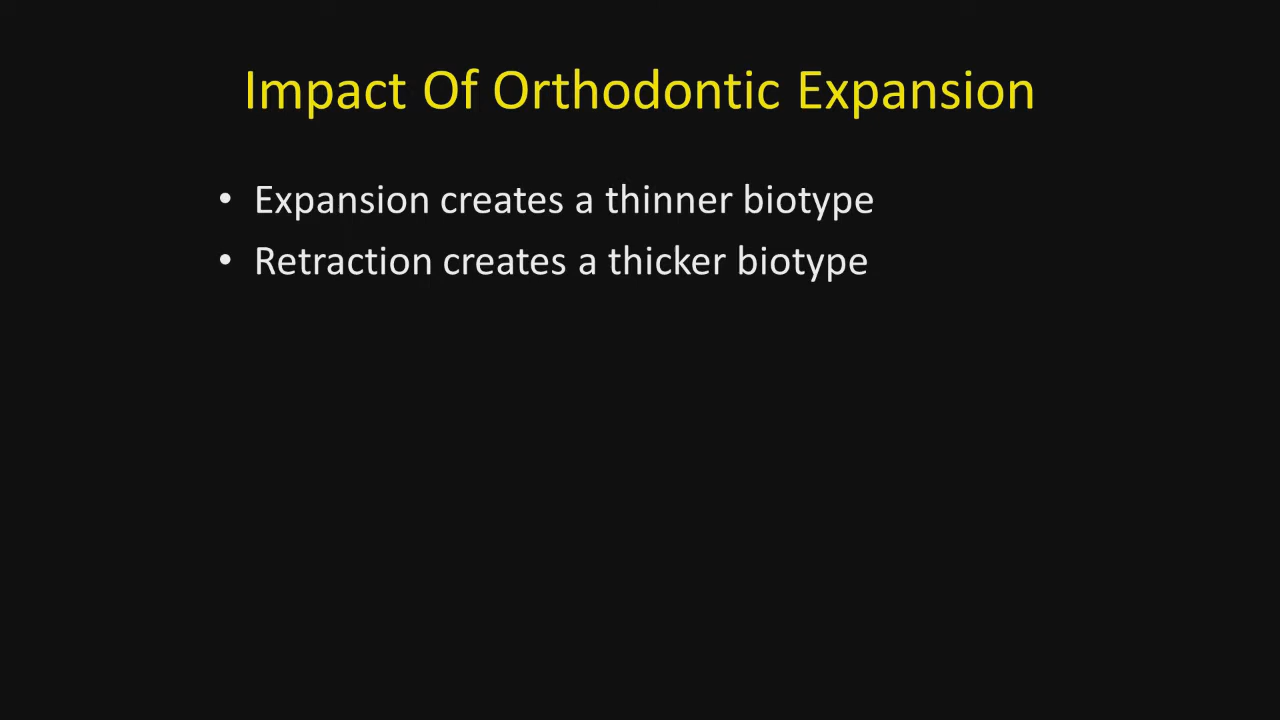 Impact Of Orthodontic Expansion
• Expansion creates a thinner biotype
• Retraction creates a thicker biotype